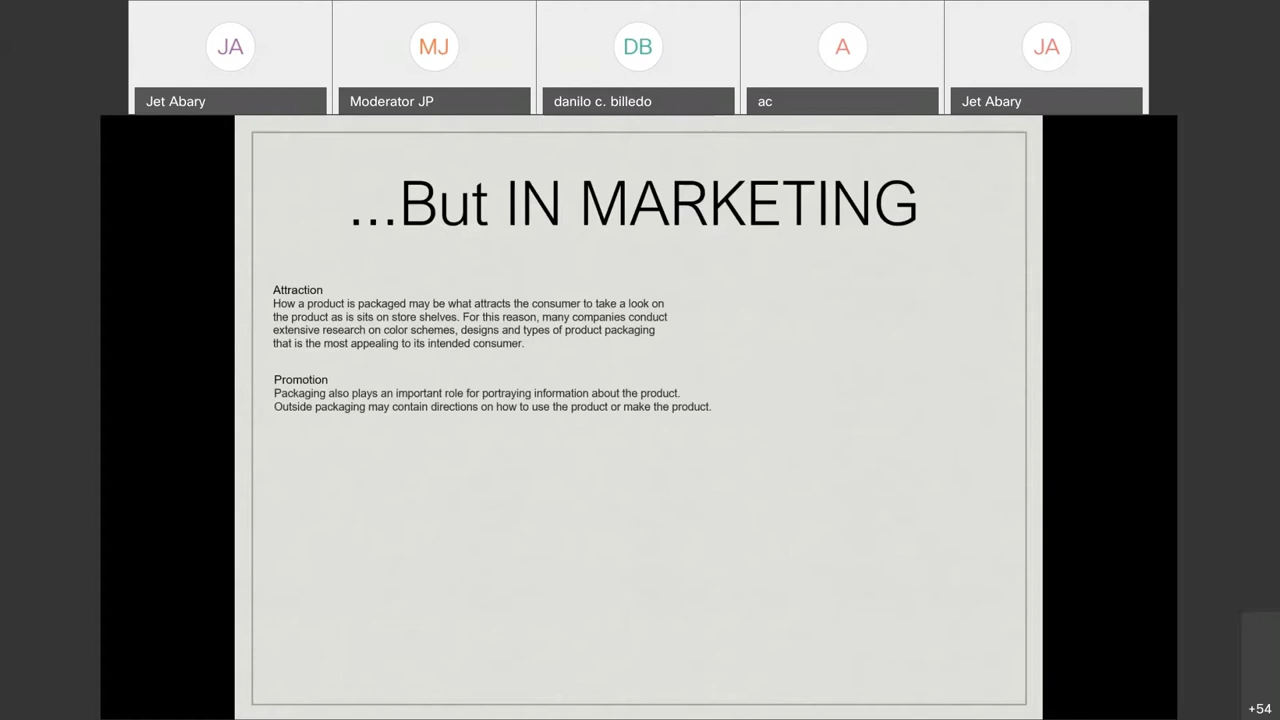 JA
MJ
DB
A
JA
Jet Abary
Moderator JP
danilo c. billedo
ac
Jet Abary
...But IN MARKETING
Attraction
How a product is packaged may be what attracts the consumer to take a look on
the product as is sits on store shelves. For this reason, many companies conduct
extensive research on color schemes, designs and types of product packaging
that is the most appealing to its intended consumer.
Promotion
Packaging also plays an important role for portraying information about the product.
Outside packaging may contain directions on how to use the product or make the product.
+54